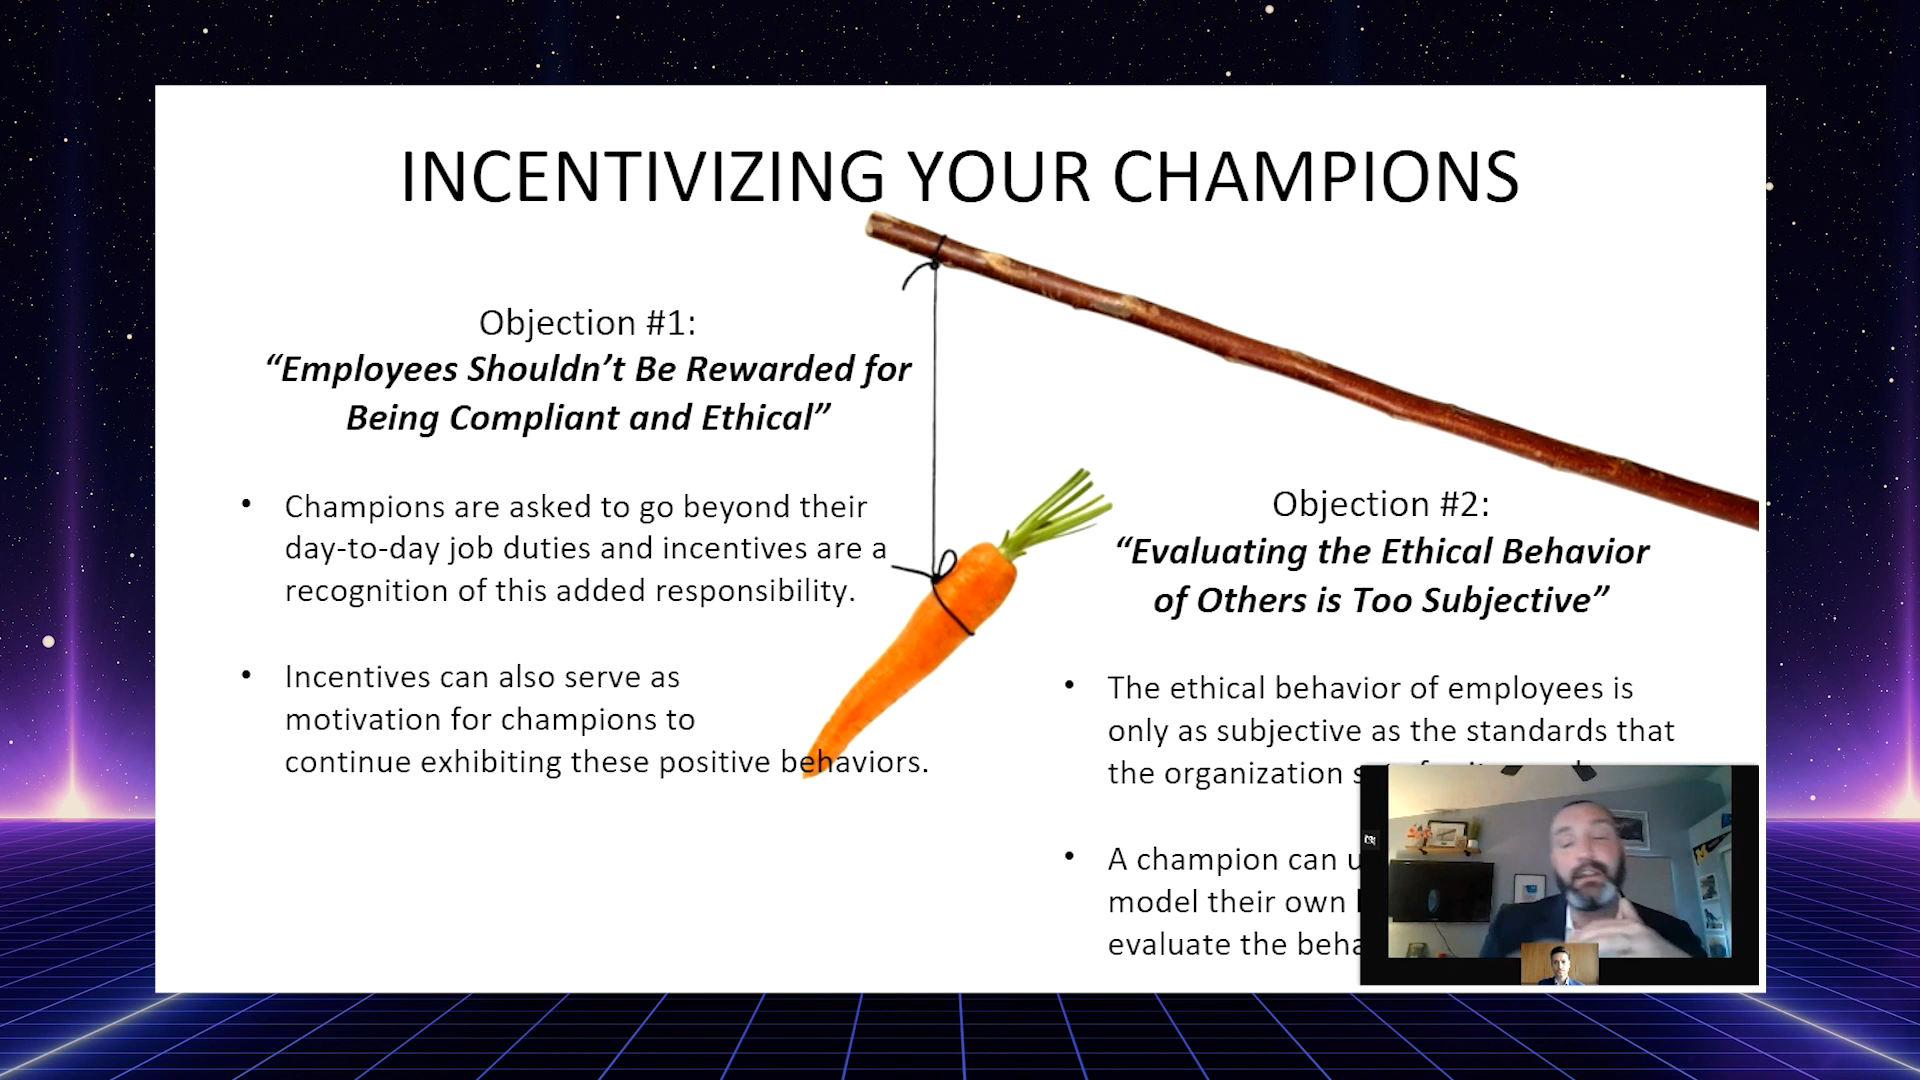 INCENTIVIZING YOUR CHAMPIONS
Objection #1:
“Employees Shouldn’t Be Rewarded for
Being Compliant and Ethical”
• Champions are asked to go beyond their
day-to-day job duties and incentives are a
recognition of this added responsibility.
• Incentives can also serve as
motivation for champions to
continue exhibiting these positive behaviors.
Objection #2:
“Evaluating the Ethical Behavior
of Others is Too Subjective”
• The ethical behavior of employees is
only as subjective as the standards that
the organization
• A champion can
model their own
evaluate the